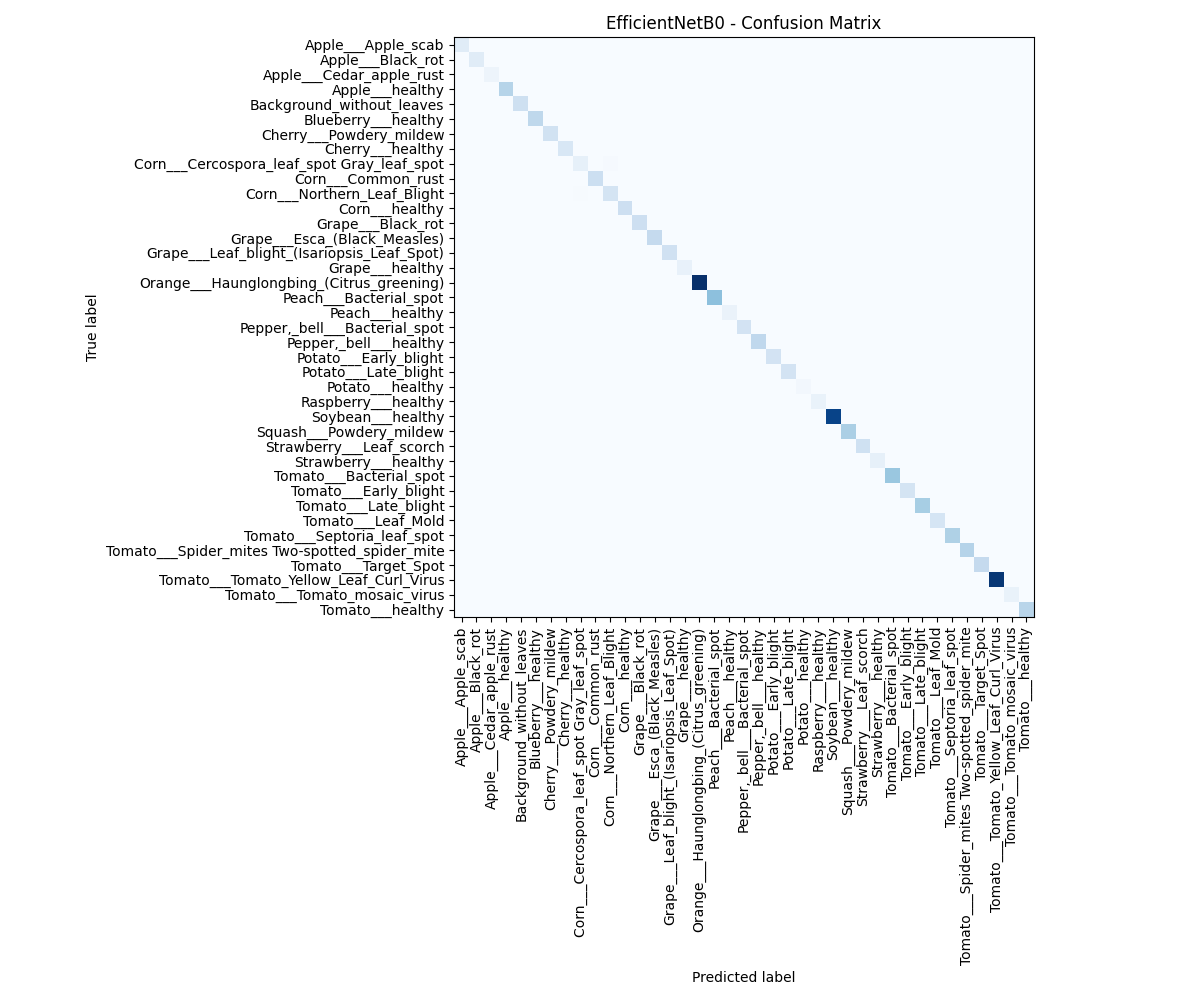 EfficientNetB0 - Confusion Matrix
True label
Apple___Apple_scab
Apple___Black_rot
Apple___Cedar_apple_rust
Apple___healthy
Background_without_leaves
Blueberry___healthy
Cherry___Powdery_mildew
Cherry___healthy
Corn___Cercospora_leaf_spot Gray_leaf_spot
Corn___Common_rust
Corn___Northern_Leaf_Blight
Corn___healthy
Grape___Black_rot
Grape___Esca_(Black_Measles)
Grape___Leaf_blight_(Isariopsis_Leaf_Spot)
Grape___healthy
Orange___Haunglongbing_(Citrus_greening)
Peach___Bacterial_spot
Peach___healthy
Pepper,_bell___Bacterial_spot
Pepper,_bell___healthy
Potato___Early_blight
Potato___Late_blight
Potato___healthy
Raspberry___healthy
Soybean___healthy
Squash___Powdery_mildew
Strawberry___Leaf_scorch
Strawberry___healthy
Tomato___Bacterial_spot
Tomato___Early_blight
Tomato___Late_blight
Tomato___Leaf_Mold
Tomato___Septoria_leaf_spot
Tomato___Spider_mites Two-spotted_spider_mite
Tomato___Target_Spot
Tomato___Tomato_Yellow_Leaf_Curl_Virus
Tomato___Tomato_mosaic_virus
Tomato___healthy
Apple___Apple_scab
Apple___Black_rot
Apple___Cedar_apple_rust
Apple___healthy
Background_without_leaves
Blueberry___healthy
Cherry___Powdery_mildew
Cherry___healthy
Corn___Cercospora_leaf_spot Gray_leaf_spot
Corn___Common_rust
Corn___Northern_Leaf_Blight
Corn___healthy
Grape___Black_rot
Grape___Esca_(Black_Measles)
Grape___Leaf_blight_(Isariopsis_Leaf_Spot)
Grape___healthy
Orange___Haunglongbing_(Citrus_greening)
Peach___Bacterial_spot
Peach___healthy
Pepper,_bell___Bacterial_spot
Pepper,_bell___healthy
Potato___Early_blight
Potato___Late_blight
Potato___healthy
Raspberry___healthy
Soybean___healthy
Squash___Powdery_mildew
Strawberry___Leaf_scorch
Strawberry___healthy
Tomato___Bacterial_spot
Tomato___Early_blight
Tomato___Late_blight
Tomato___Leaf_Mold
Tomato___Septoria_leaf_spot
Tomato___Spider_mites Two-spotted_spider_mite
Tomato___Target_Spot
Tomato___Tomato_Yellow_Leaf_Curl_Virus
Tomato___Tomato_mosaic_virus
Tomato___healthy
Predicted label